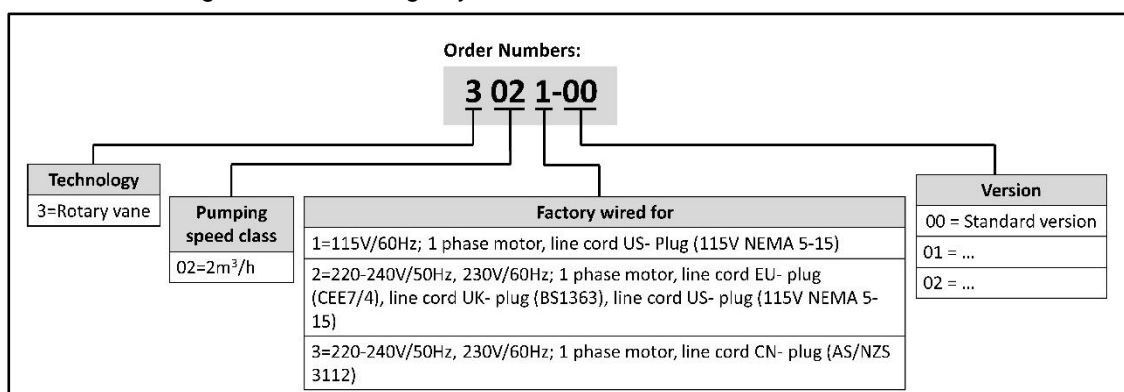 Order Numbers:
3 02 1-00
Technology
3=Rotary vane
Pumping
speed class
02=2m³/h
Factory wired for
1=115V/60Hz; 1 phase motor, line cord US- Plug (115V NEMA 5-15)
2=220-240V/50Hz, 230V/60Hz; 1 phase motor, line cord EU- plug
(CEE7/4), line cord UK- plug (BS1363), line cord US- plug (115V NEMA 5-
15)
3=220-240V/50Hz, 230V/60Hz; 1 phase motor, line cord CN- plug (AS/NZS
3112)
Version
00 = Standard version
01 = ...
02 = ...